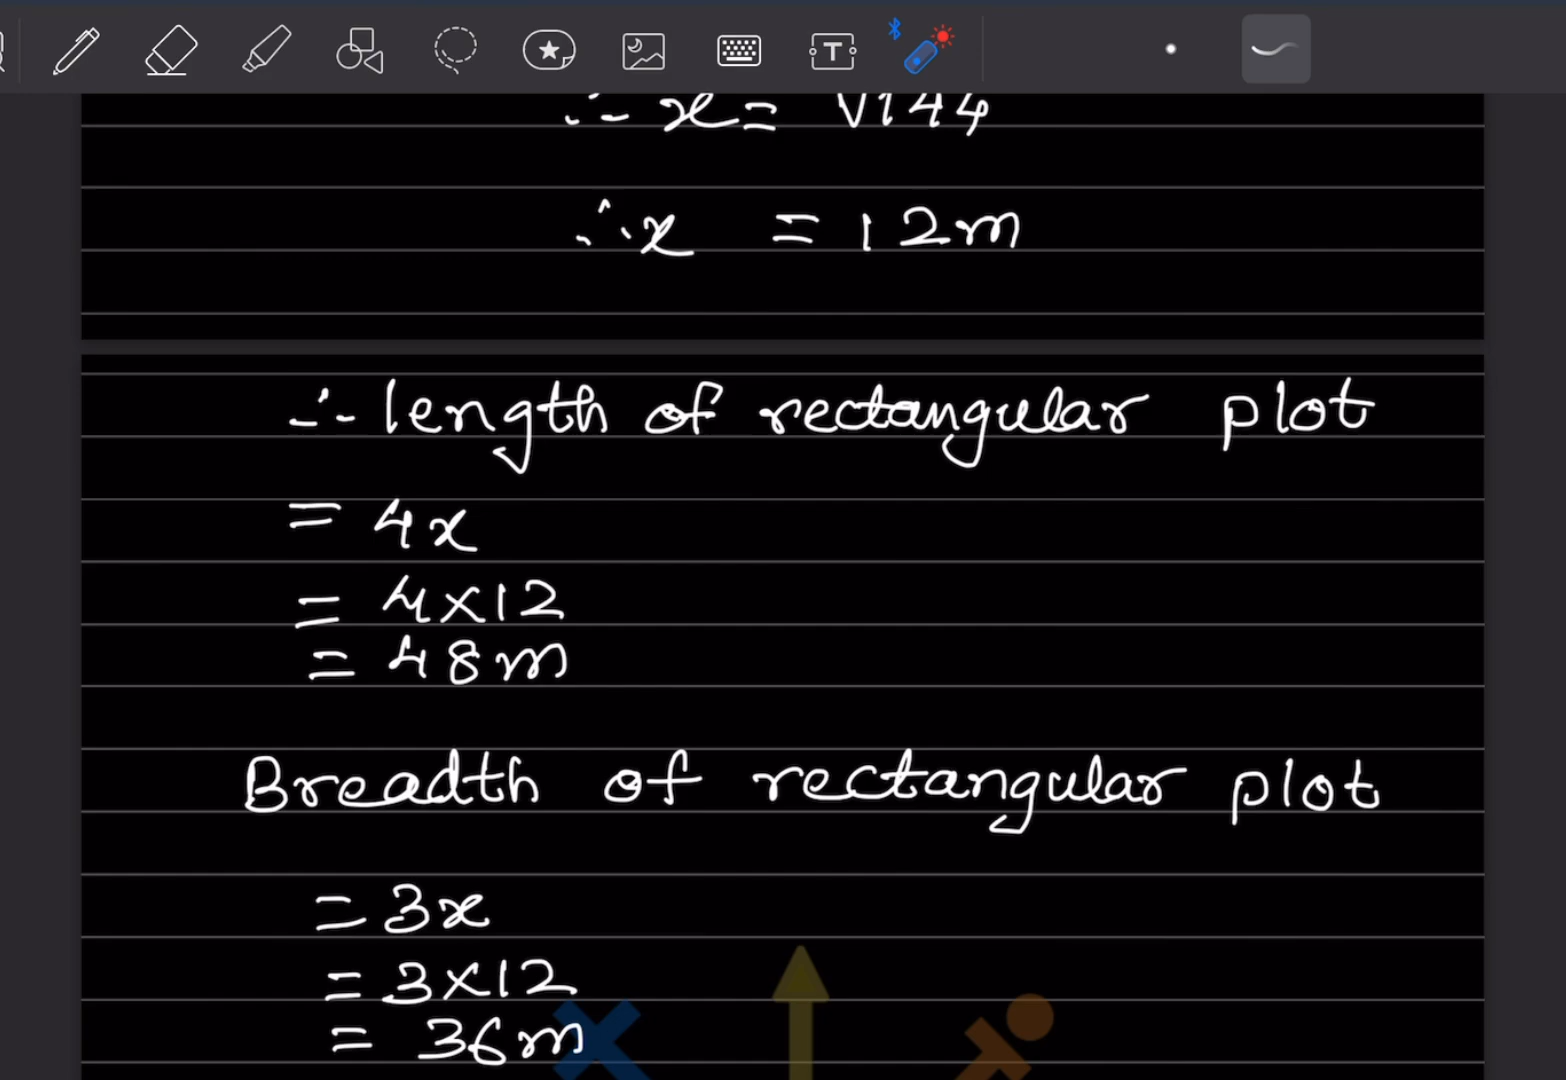 ∴ x = √144
∴ x = 12m
∴ length of rectangular plot
= 4x
= 4×12
= 48m
Breadth of rectangular plot
= 3x
= 3×12
= 36m